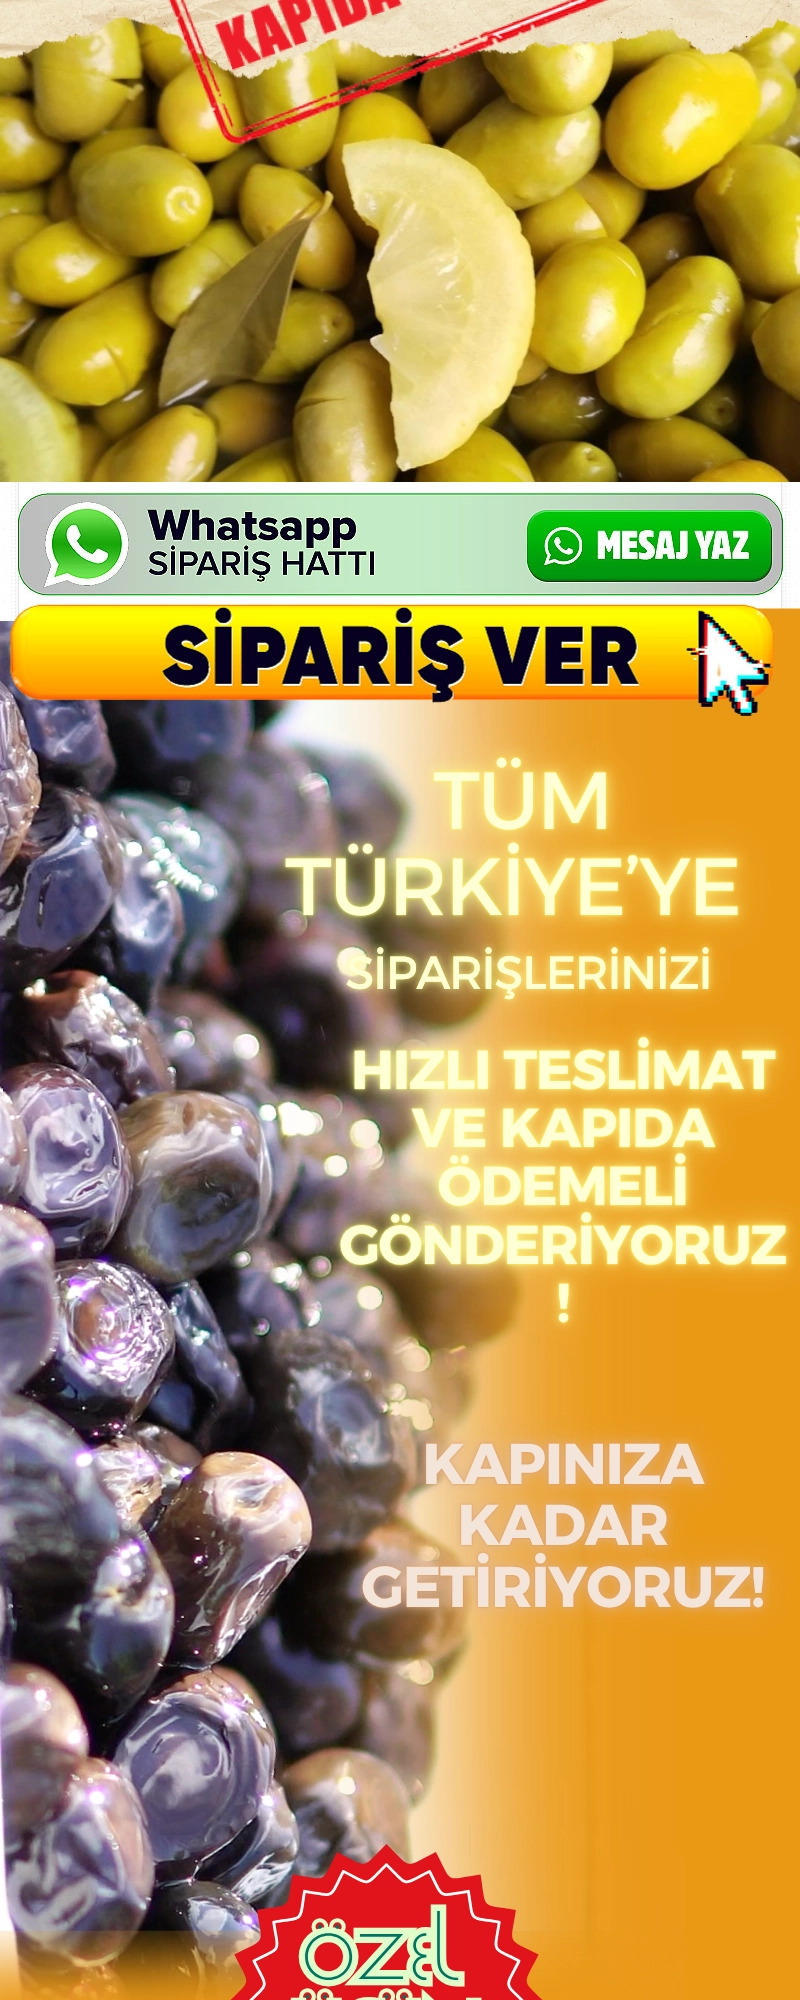 KAPIDA
Whatsapp
SİPARİŞ HATTI
MESAJ YAZ
SİPARİŞ VER
TÜM
TÜRKİYE'YE
SİPARİŞLERİNİZİ
HIZLI TESLİMAT
VE KAPIDA
ÖDEMELİ
GÖNDERİYORUZ
!
KAPINIZA
KADAR
GETİRİYORUZ!
özel